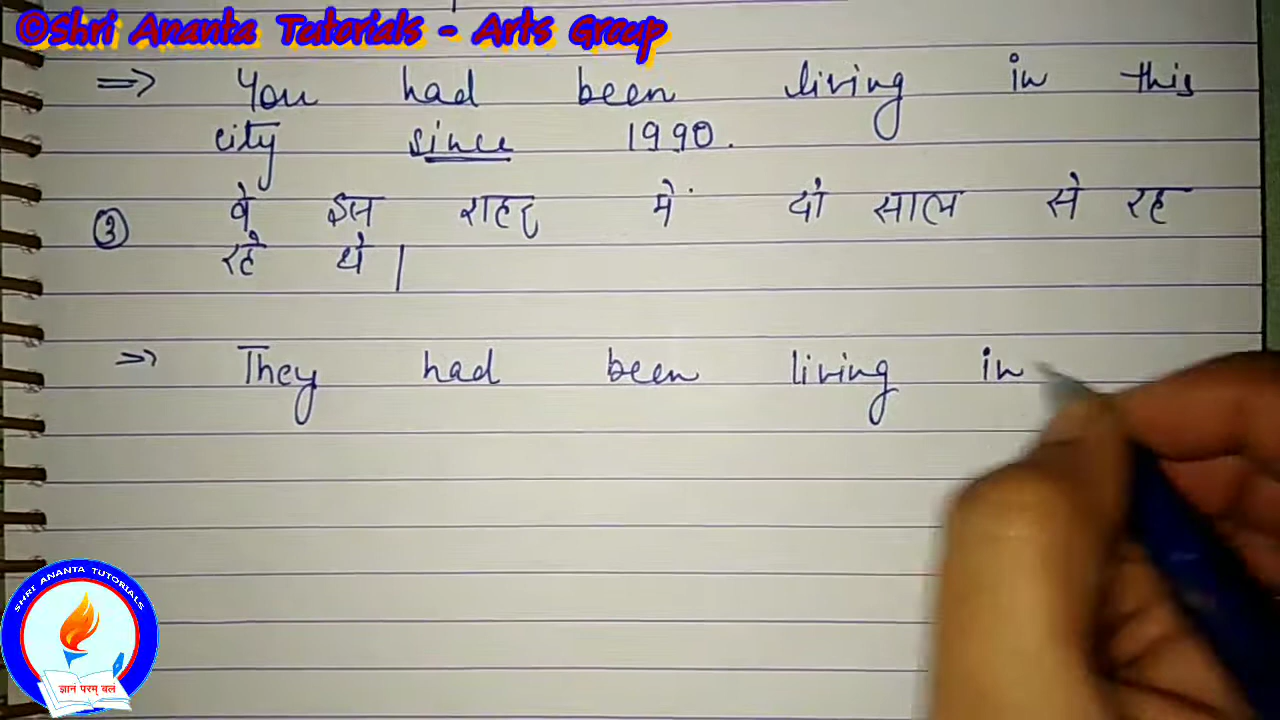 ©Shri Ananta Tutorials - Arts Group
⇒ You had been living in this
city since 1990.
③ वे इस शहर में दो साल से रह
रहे थे |
⇒ They had been living in
SHRI ANANTA TUTORIALS
ज्ञानं परम् बलं